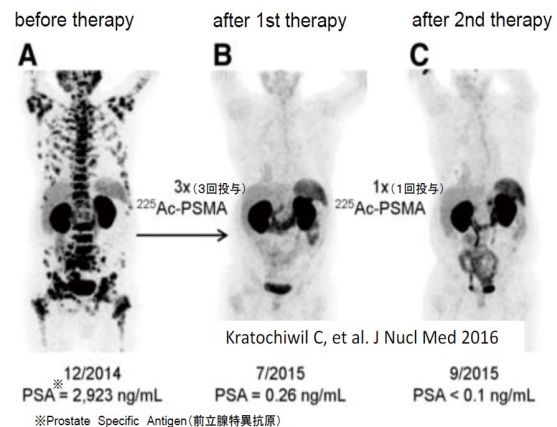 before therapy
after 1st therapy
after 2nd therapy
A
B
C
3x(3回投与)
225Ac-PSMA
1x(1回投与)
225Ac-PSMA
Kratochiwil C, et al. J Nucl Med 2016
12/2014
PSA※= 2,923 ng/mL
7/2015
PSA = 0.26 ng/mL
9/2015
PSA < 0.1 ng/mL
※Prostate Specific Antigen(前立腺特異抗原)